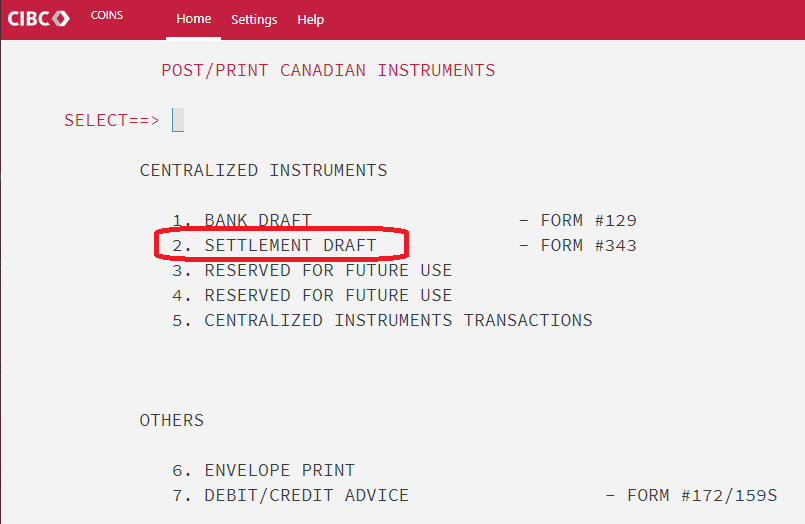 CIBC COINS Home Settings Help
POST/PRINT CANADIAN INSTRUMENTS
SELECT==>
CENTRALIZED INSTRUMENTS
1. BANK DRAFT - FORM #129
2. SETTLEMENT DRAFT - FORM #343
3. RESERVED FOR FUTURE USE
4. RESERVED FOR FUTURE USE
5. CENTRALIZED INSTRUMENTS TRANSACTIONS
OTHERS
6. ENVELOPE PRINT
7. DEBIT/CREDIT ADVICE - FORM #172/159S